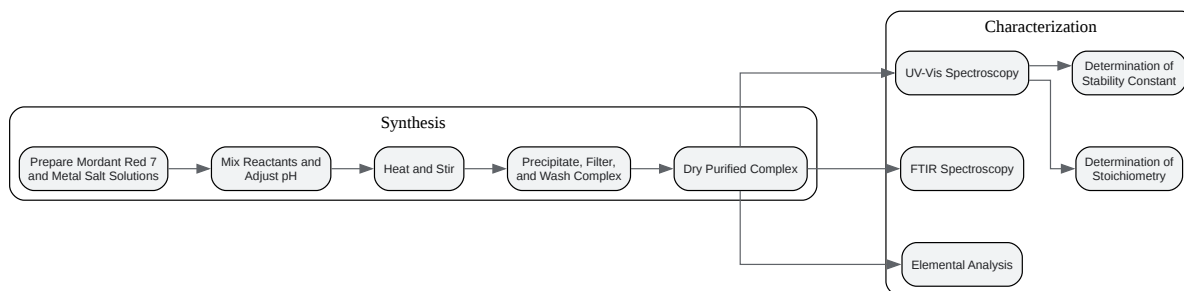 Characterization
UV-Vis Spectroscopy
Determination of
Stability Constant
Synthesis
Prepare Mordant Red 7
and Metal Salt Solutions
Mix Reactants and
Adjust pH
Heat and Stir
Precipitate, Filter,
and Wash Complex
Dry Purified Complex
FTIR Spectroscopy
Determination of
Stoichiometry
Elemental Analysis